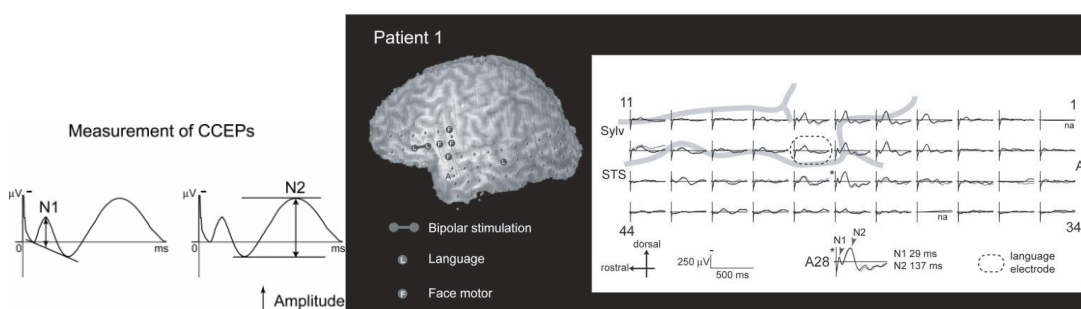 Measurement of CCEPs
μV
N1
0
ms
μV
N2
0
ms
Amplitude
Patient 1
L
L
F
F
F
F
F
L
A
Bipolar stimulation
L Language
F Face motor
11
1
na
Sylv
A
STS
*
na
44
34
dorsal
rostral
250 μV
500 ms
*
N1
N2
A28
N1 29 ms
N2 137 ms
language
electrode